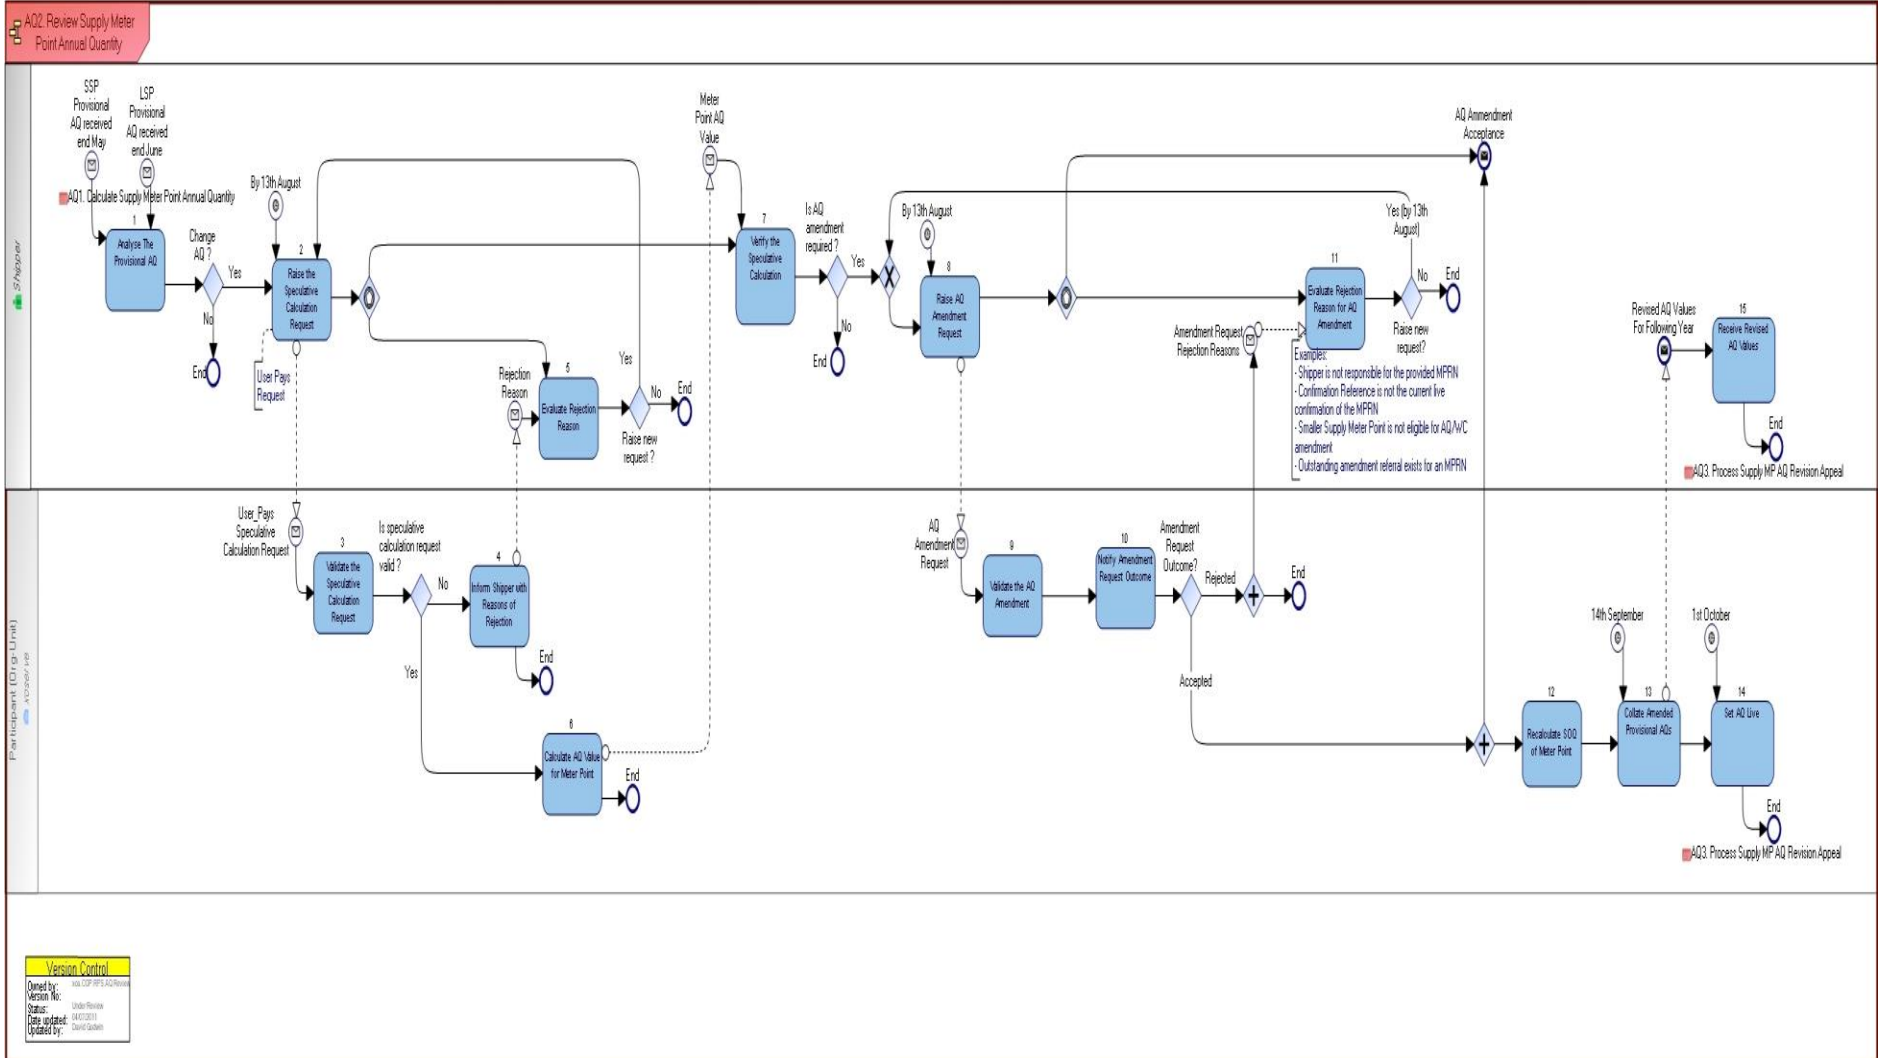 AQ2. Review Supply Meter
Point Annual Quantity
Shipper
SSP
Provisional
AQ received
end May
LSP
Provisional
AQ received
end June
AQ1. Calculate Supply Meter Point Annual Quantity
1
Analyse The
Provisional AQ
Change
AQ ?
Yes
No
End
By 13th August
2
Raise the
Speculative
Calculation
Request
User Pays
Request
Rejection
Reason
5
Evaluate Rejection
Reason
Yes
No
End
Raise new
request ?
Meter
Point AQ
Value
7
Verify the
Speculative
Calculation
Is AQ
amendment
required ?
Yes
No
End
By 13th August
8
Raise AQ
Amendment
Request
Amendment Request
Rejection Reasons
11
Evaluate Rejection
Reason for AQ
Amendment
Examples:
- Shipper is not responsible for the provided MPRN
- Confirmation Reference is not the current live
confirmation of the MPRN
- Smaller Supply Meter Point is not eligible for AQ/WC
amendment
- Outstanding amendment referral exists for an MPRN
Yes (by 13th
August)
No
End
Raise new
request?
AQ Ammendment
Acceptance
Revised AQ Values
For Following Year
15
Receive Revised
AQ Values
End
AQ3. Process Supply MP AQ Revision Appeal
Participant (Org-Unit)
User_Pays
Speculative
Calculation Request
3
Validate the
Speculative
Calculation
Request
Is speculative
calculation request
valid ?
No
Yes
4
Inform Shipper with
Reasons of
Rejection
End
6
Calculate AQ Value
for Meter Point
End
AQ
Amendment
Request
9
Validate the AQ
Amendment
10
Notify Amendment
Request Outcome
Amendment
Request
Outcome?
Rejected
End
Accepted
12
Recalculate SOQ
of Meter Point
14th September
13
Collate Amended
Provisional AQs
1st October
14
Set AQ Live
End
AQ3. Process Supply MP AQ Revision Appeal
Version Control
Owned by:
Version No:
Status: Under Review
Date updated: 04/07/2011
Updated by: David Godwin